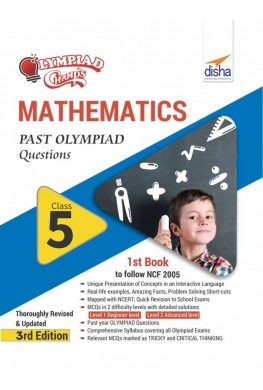 OLYMPIAD
CHAMPS
disha
MATHEMATICS
PAST OLYMPIAD
Questions
Class
5
1st Book
to follow NCF 2005
• Unique Presentation of Concepts in an Interactive Language
• Real life examples, Amazing Facts, Problem Solving Short-cuts
• Mapped with NCERT; Quick Revision to School Exams
• MCQs in 2 difficulty levels with detailed solutions
Level 1 Beginner level Level 2 Advanced level
• Past year OLYMPIAD Questions
• Comprehensive Syllabus covering all Olympiad Exams
• Relevant MCQs marked as TRICKY and CRITICAL THINKING
Thoroughly Revised
& Updated
3rd Edition